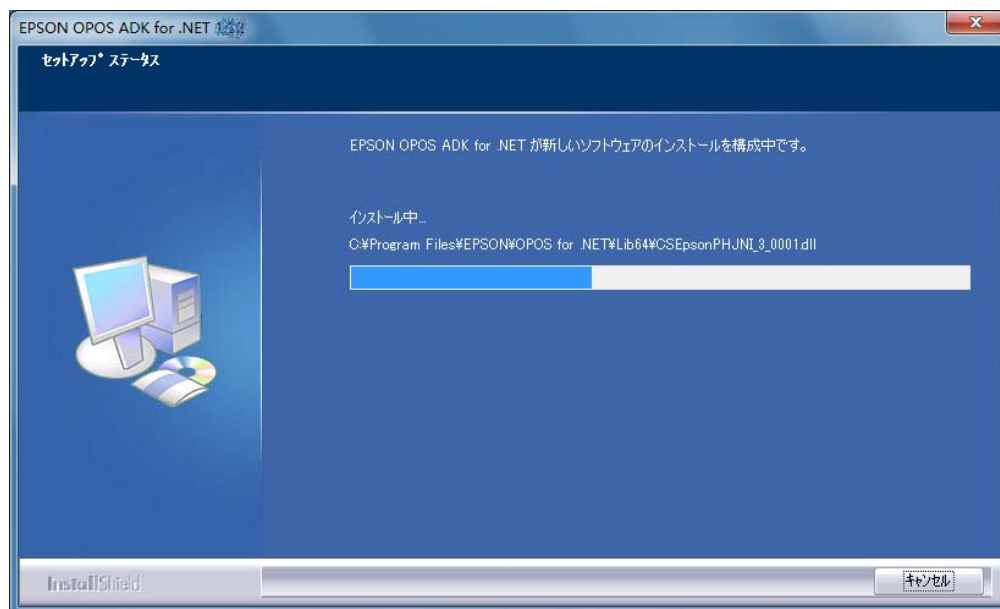 EPSON OPOS ADK for .NET
セットアップ ステータス
EPSON OPOS ADK for .NET が新しいソフトウェアのインストールを構成中です。
インストール中...
C:¥Program Files¥EPSON¥OPOS for .NET¥Lib64¥CSEpsonPHJNI_3_0001.dll
InstallShield
キャンセル